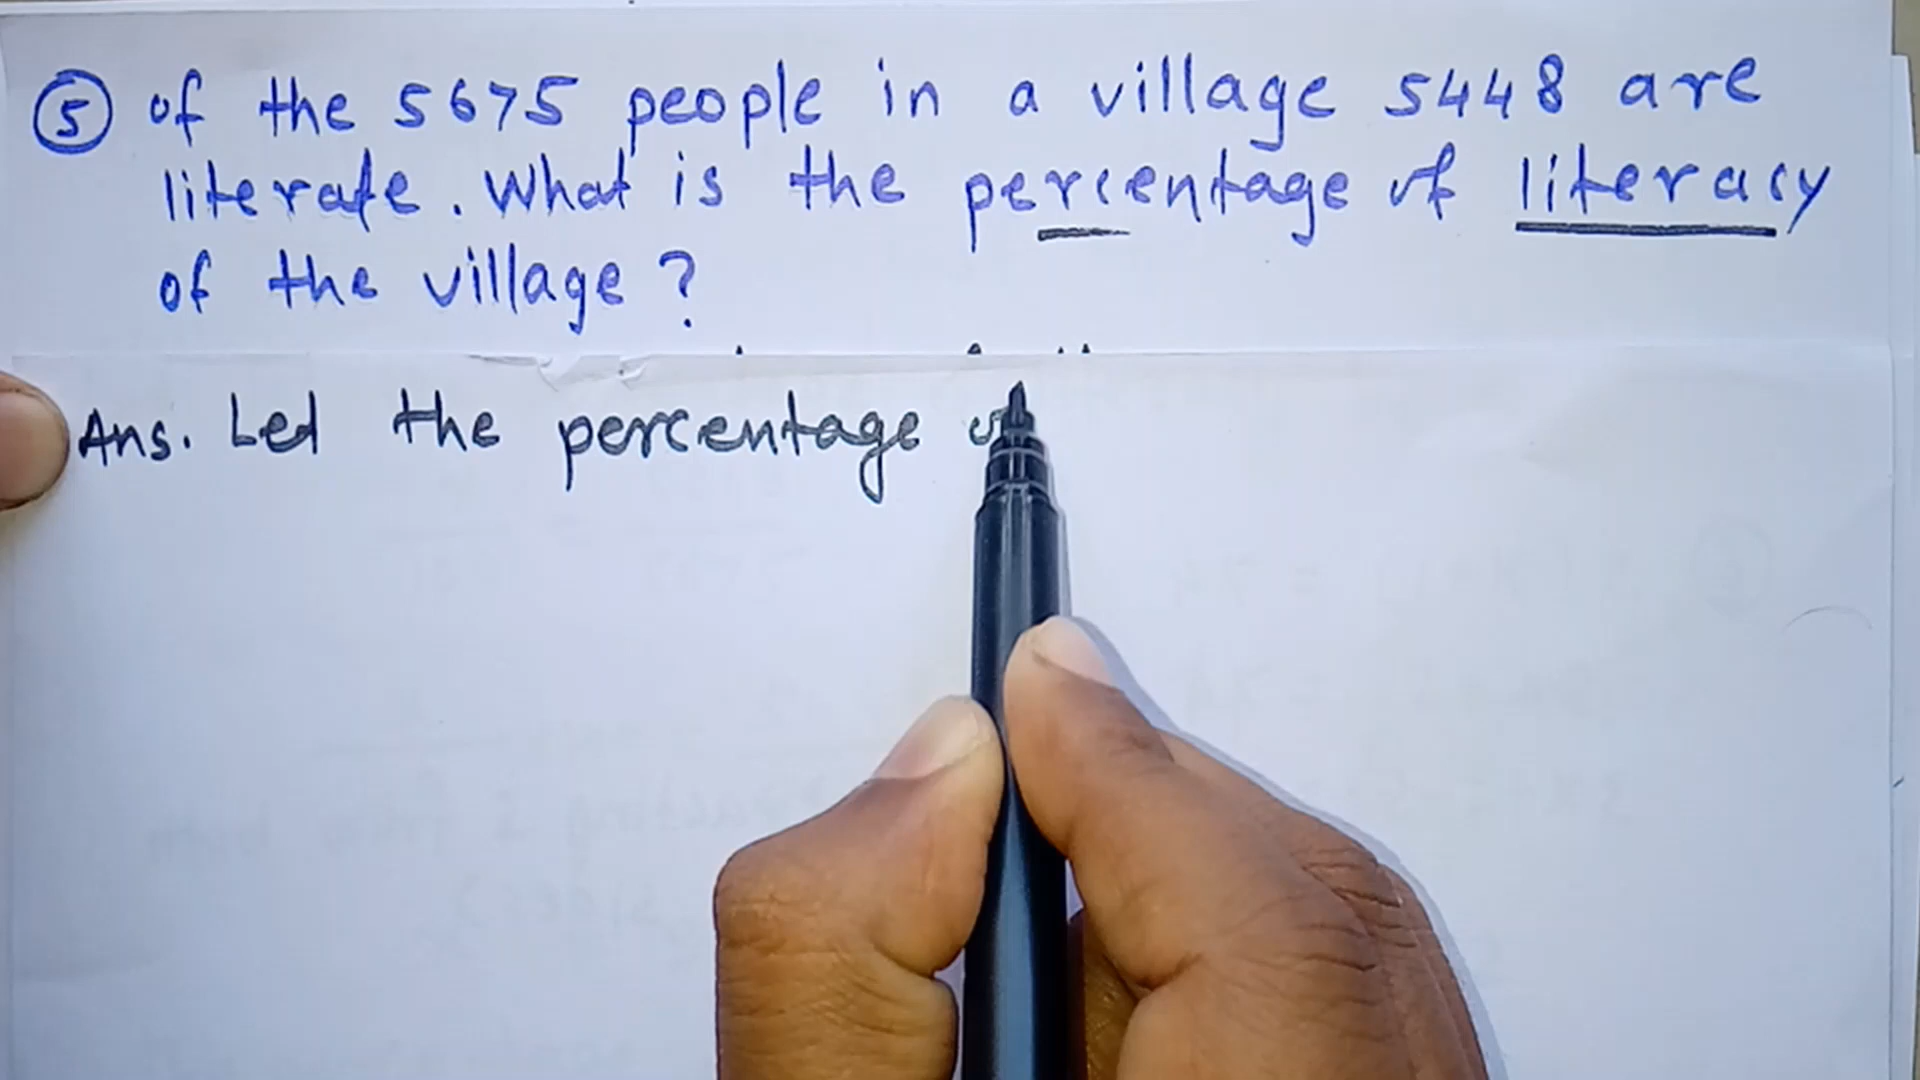 5 of the 5675 people in a village 5448 are
literate. What is the percentage of literacy
of the village?
Ans. Let the percentage